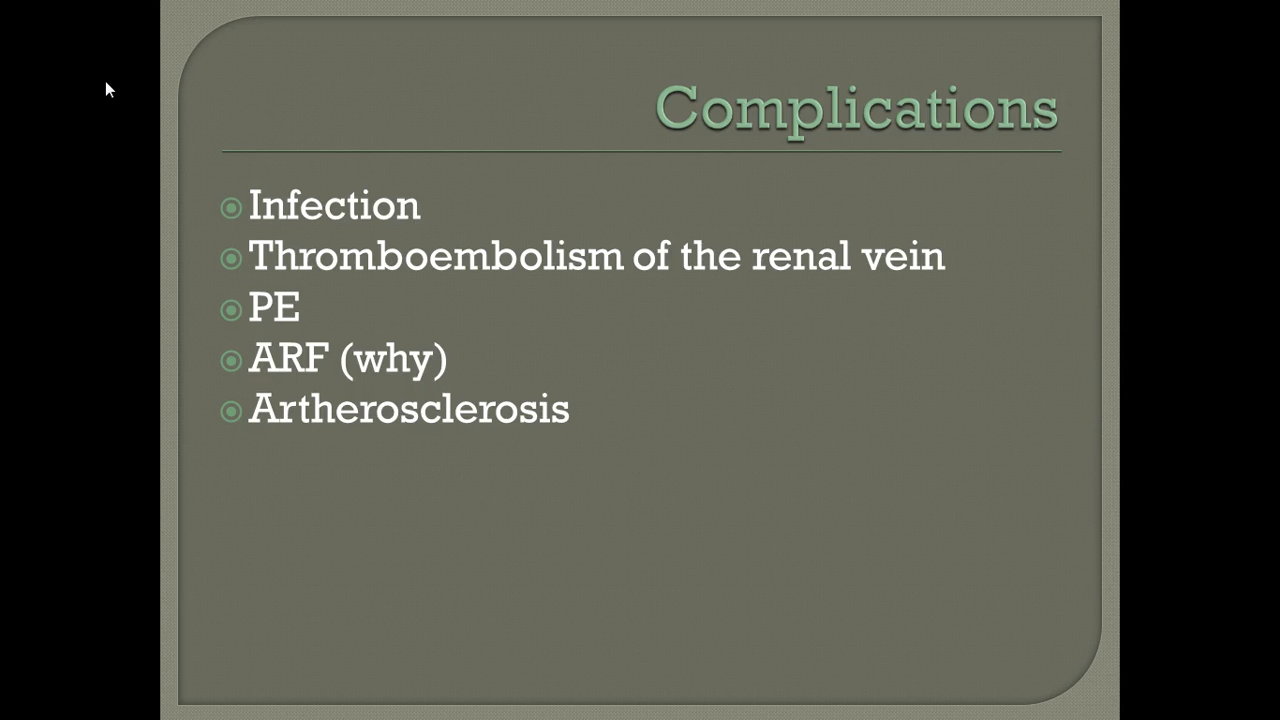 Complications
Infection
Thromboembolism of the renal vein
PE
ARF (why)
Artherosclerosis